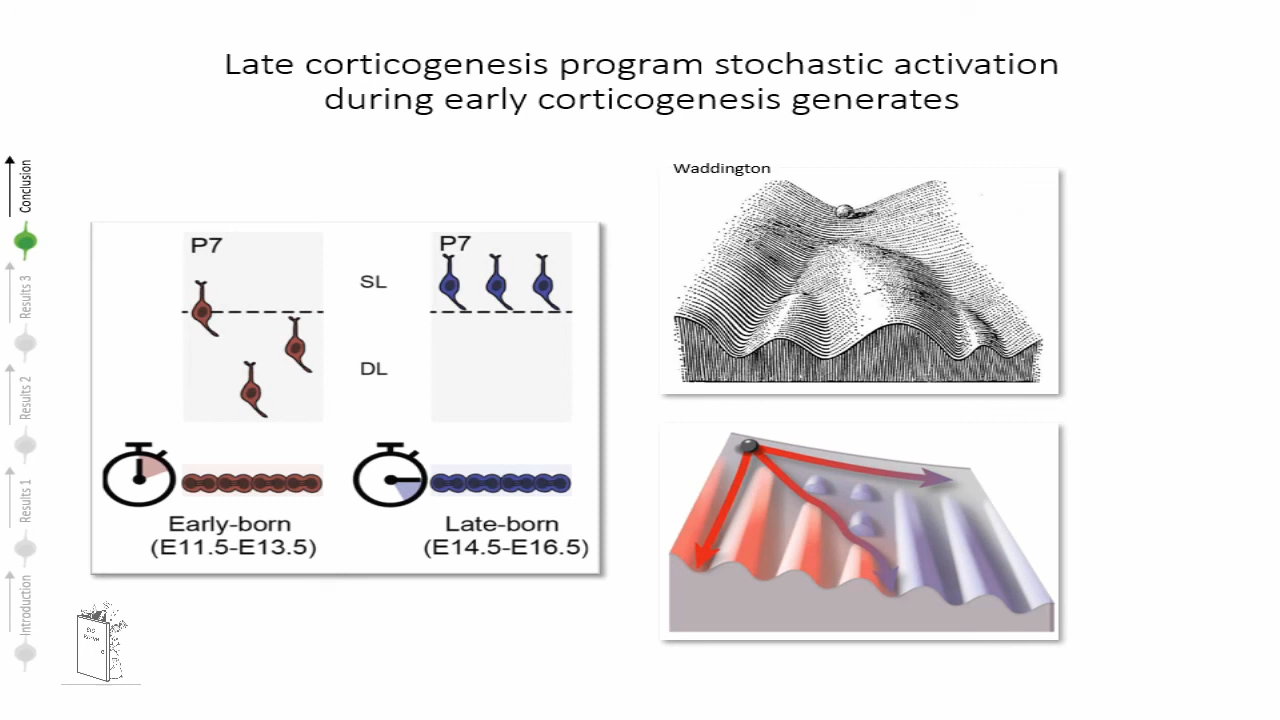 Late corticogenesis program stochastic activation
during early corticogenesis generates
Conclusion
Results 3
Results 2
Results 1
Introduction
P7
SL
DL
P7
Early-born
(E11.5-E13.5)
Late-born
(E14.5-E16.5)
Waddington